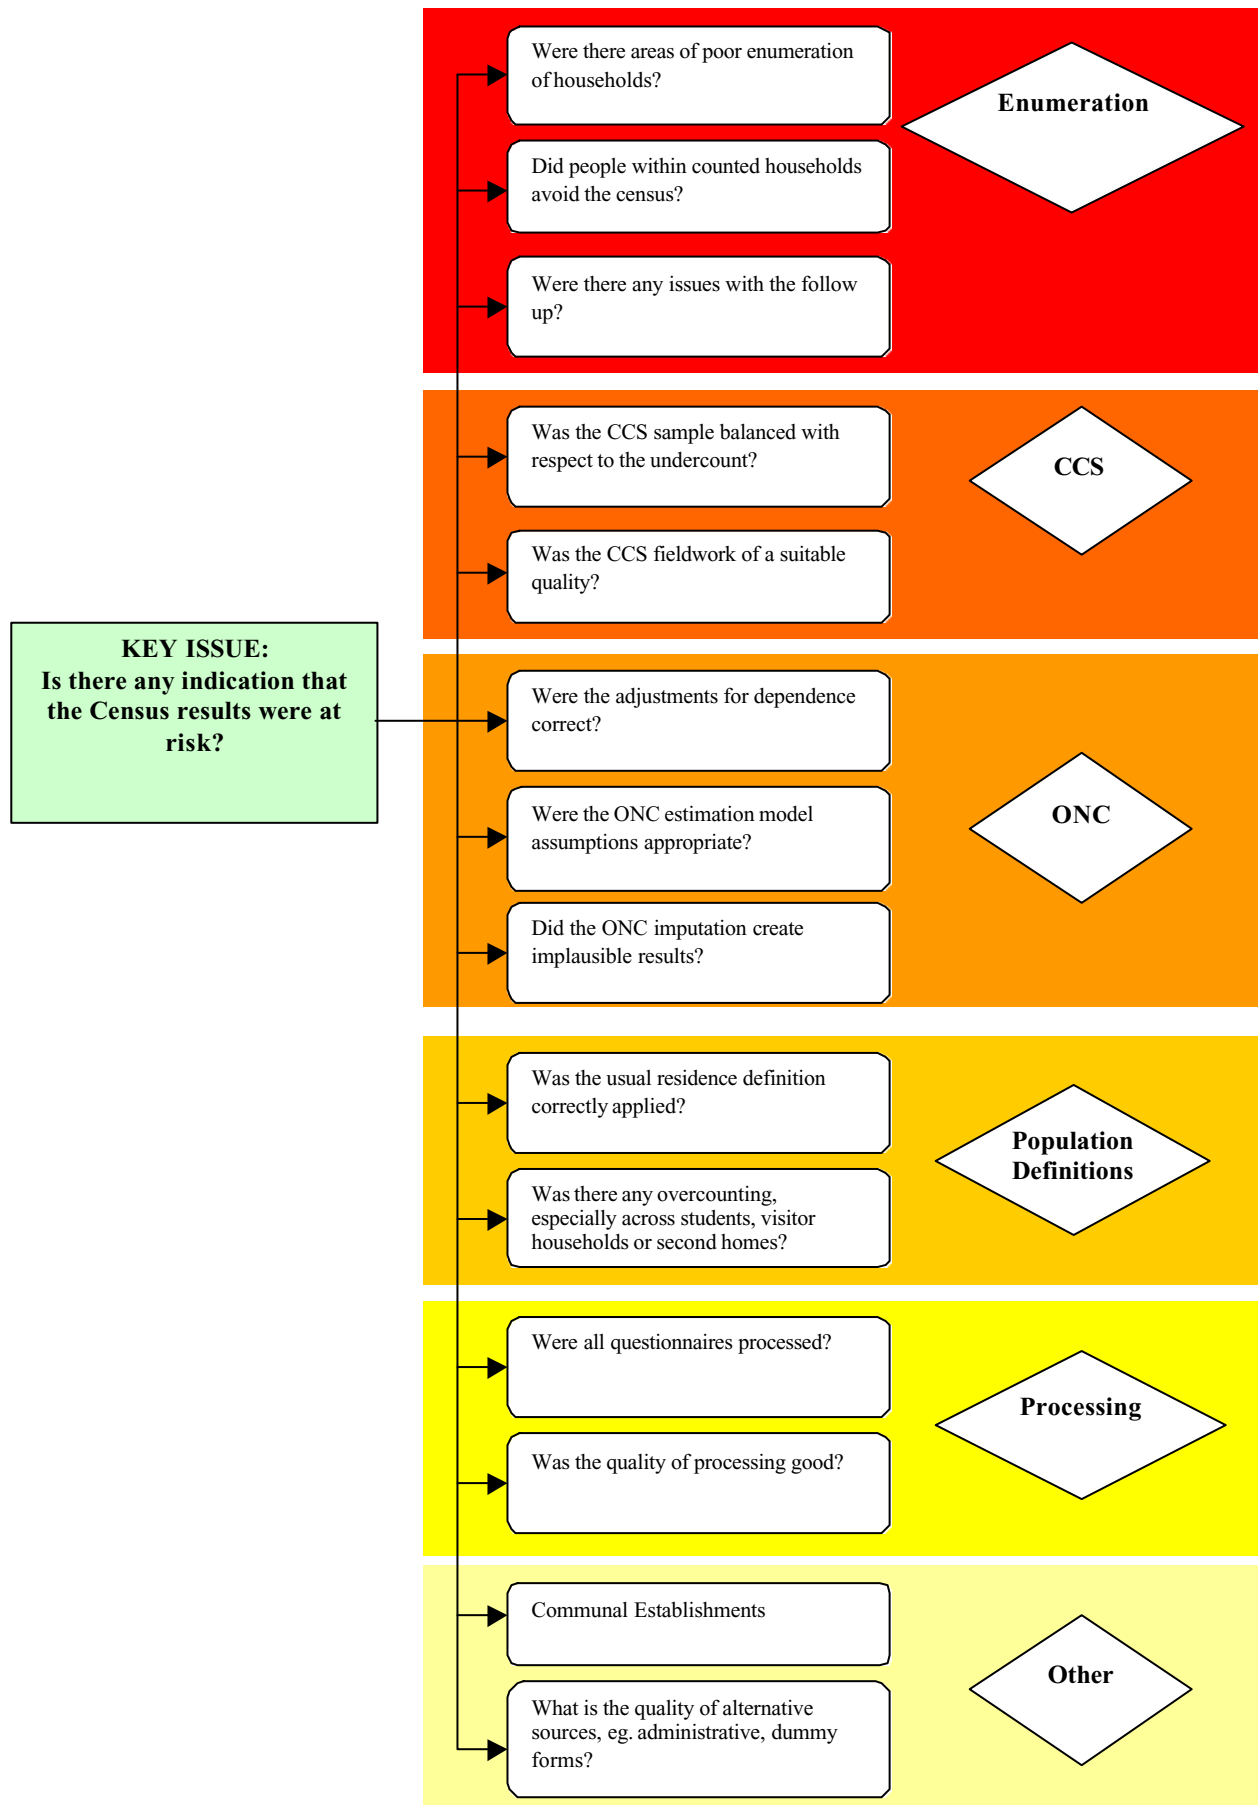 Were there areas of poor enumeration
of households?
Enumeration
Did people within counted households
avoid the census?
Were there any issues with the follow
up?
Was the CCS sample balanced with
respect to the undercount?
CCS
Was the CCS fieldwork of a suitable
quality?
KEY ISSUE:
Is there any indication that
the Census results were at
risk?
Were the adjustments for dependence
correct?
Were the ONC estimation model
assumptions appropriate?
ONC
Did the ONC imputation create
implausible results?
Was the usual residence definition
correctly applied?
Population
Definitions
Was there any overcounting,
especially across students, visitor
households or second homes?
Were all questionnaires processed?
Processing
Was the quality of processing good?
Communal Establishments
Other
What is the quality of alternative
sources, eg. administrative, dummy
forms?